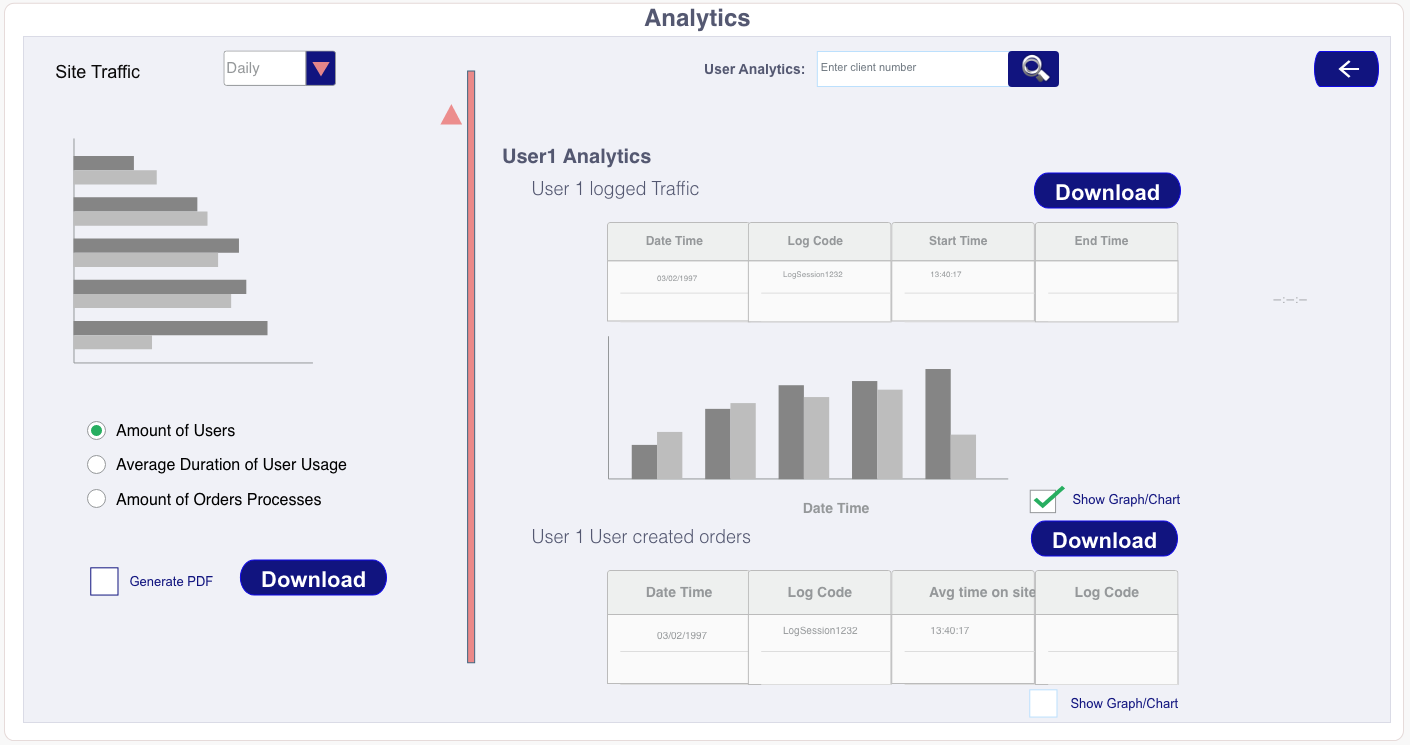 Analytics
Site Traffic
Daily
User Analytics:
Enter client number
User1 Analytics
User 1 logged Traffic
Download
Date Time Log Code Start Time End Time
03/02/1997 LogSession1232 13:40:17
–:–:–
Amount of Users
Average Duration of User Usage
Amount of Orders Processes
Generate PDF
Download
Date Time
Show Graph/Chart
User 1 User created orders
Download
Date Time Log Code Avg time on site Log Code
03/02/1997 LogSession1232 13:40:17
Show Graph/Chart